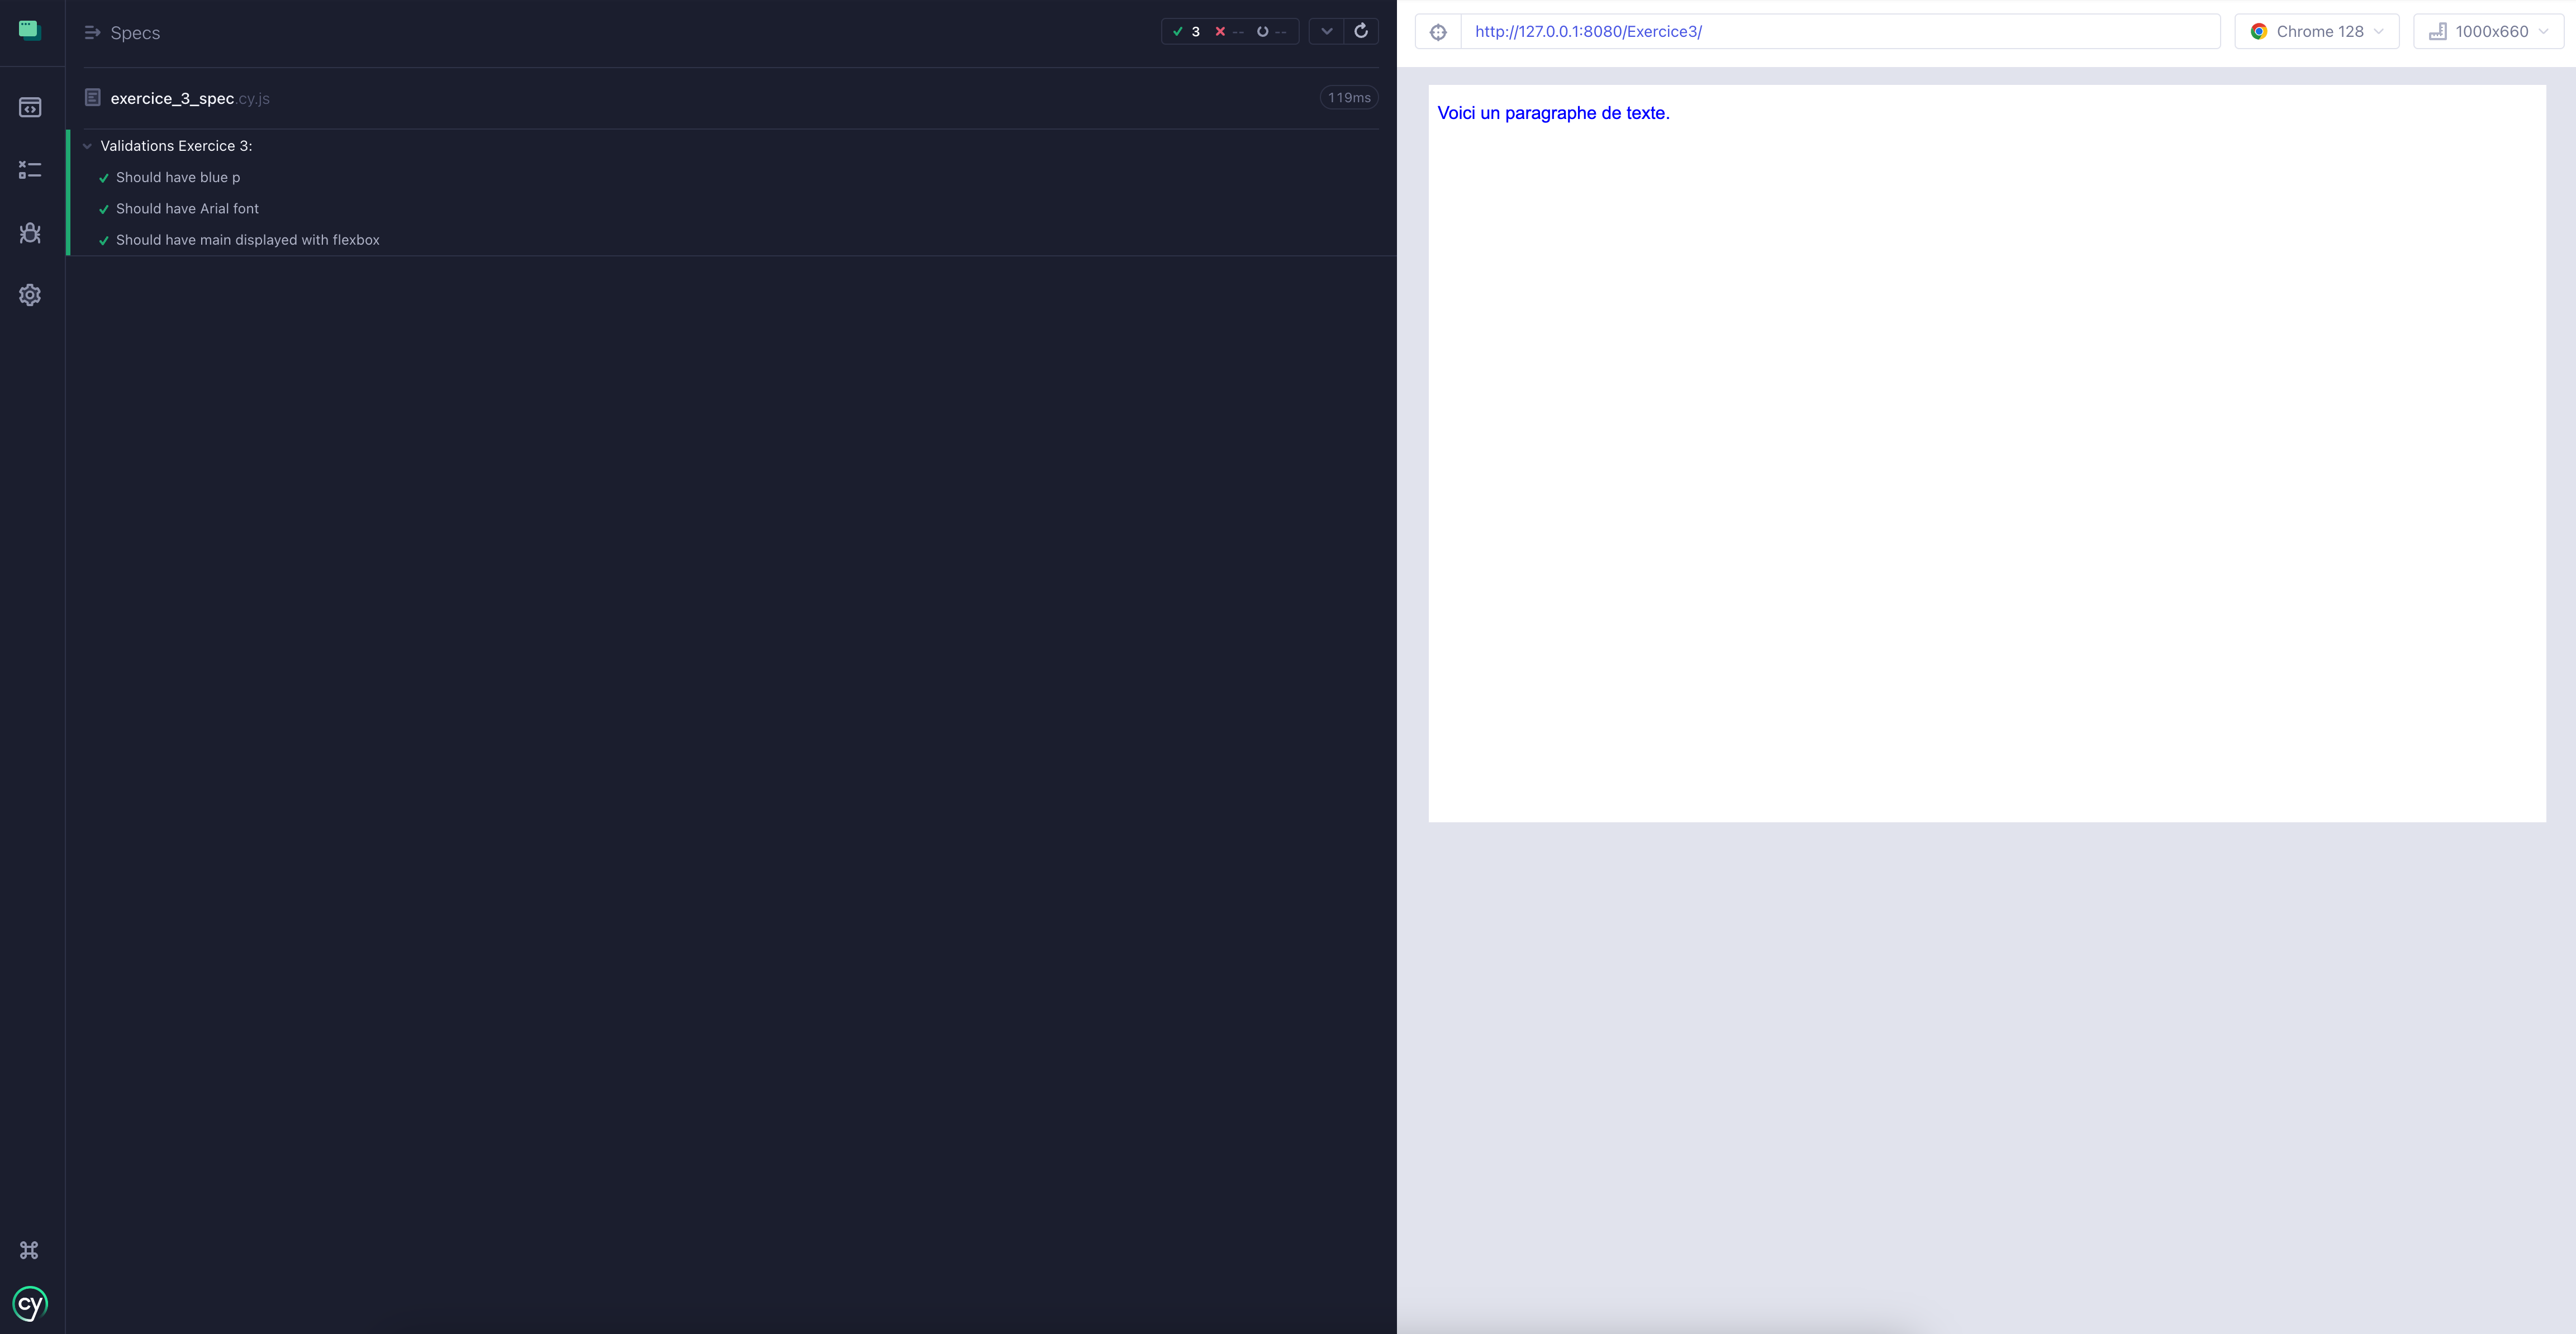 Specs
3 -- --
exercice_3_spec.cy.js
119ms
Validations Exercice 3:
Should have blue p
Should have Arial font
Should have main displayed with flexbox
cy
http://127.0.0.1:8080/Exercice3/
Chrome 128
1000x660
Voici un paragraphe de texte.